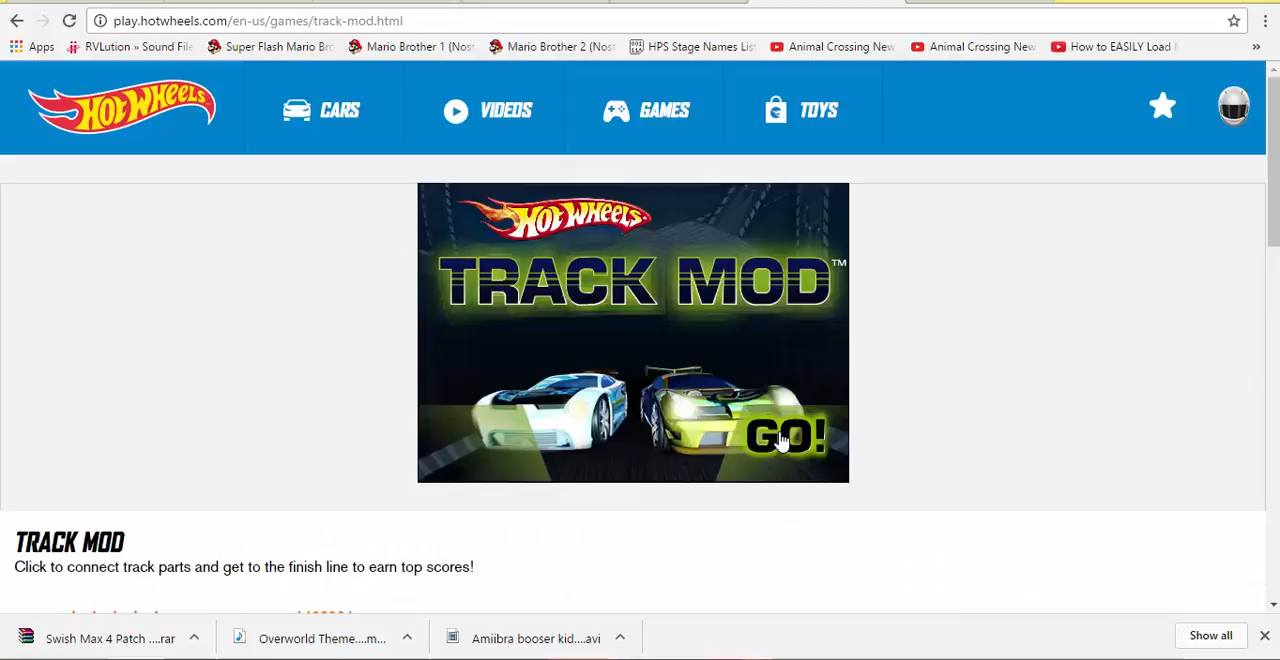 play.hotwheels.com/en-us/games/track-mod.html
Apps RVLution » Sound File Super Flash Mario Bro Mario Brother 1 (Nos Mario Brother 2 (Nos HPS Stage Names Lis Animal Crossing New Animal Crossing New How to EASILY Load »
HOT WHEELS CARS VIDEOS GAMES TOYS
HOT WHEELS
TRACK MOD™
GO!
TRACK MOD
Click to connect track parts and get to the finish line to earn top scores!
Swish Max 4 Patch ....rar Overworld Theme....m... Amiibra booser kid....avi Show all